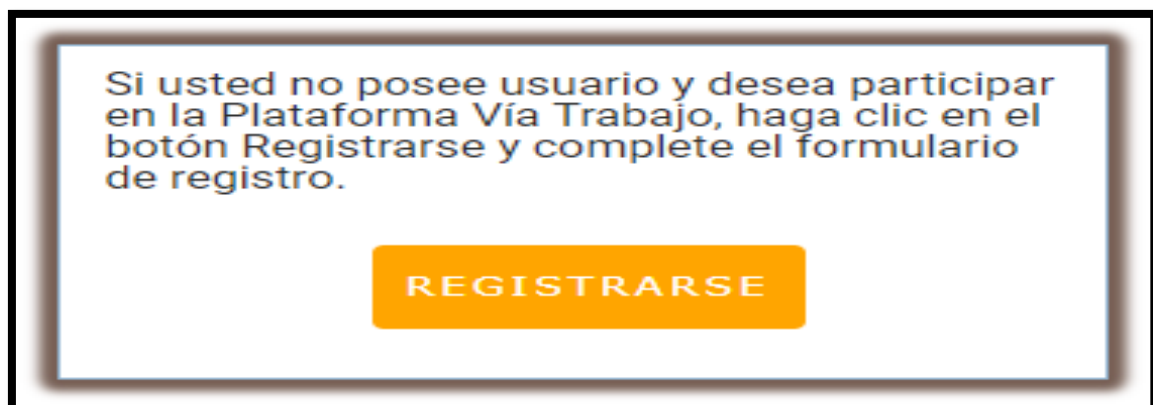 Si usted no posee usuario y desea participar
en la Plataforma Vía Trabajo, haga clic en el
botón Registrarse y complete el formulario
de registro.
REGISTRARSE